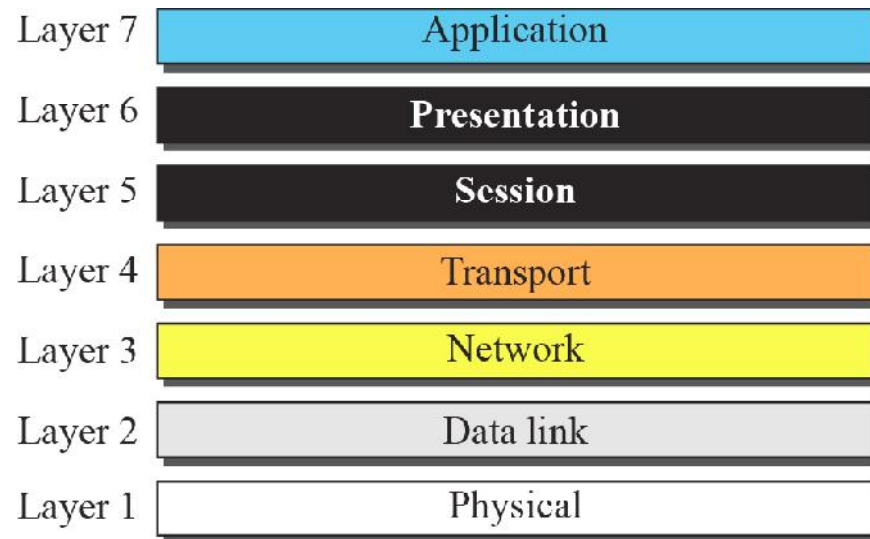 Layer 7 Application
Layer 6 Presentation
Layer 5 Session
Layer 4 Transport
Layer 3 Network
Layer 2 Data link
Layer 1 Physical